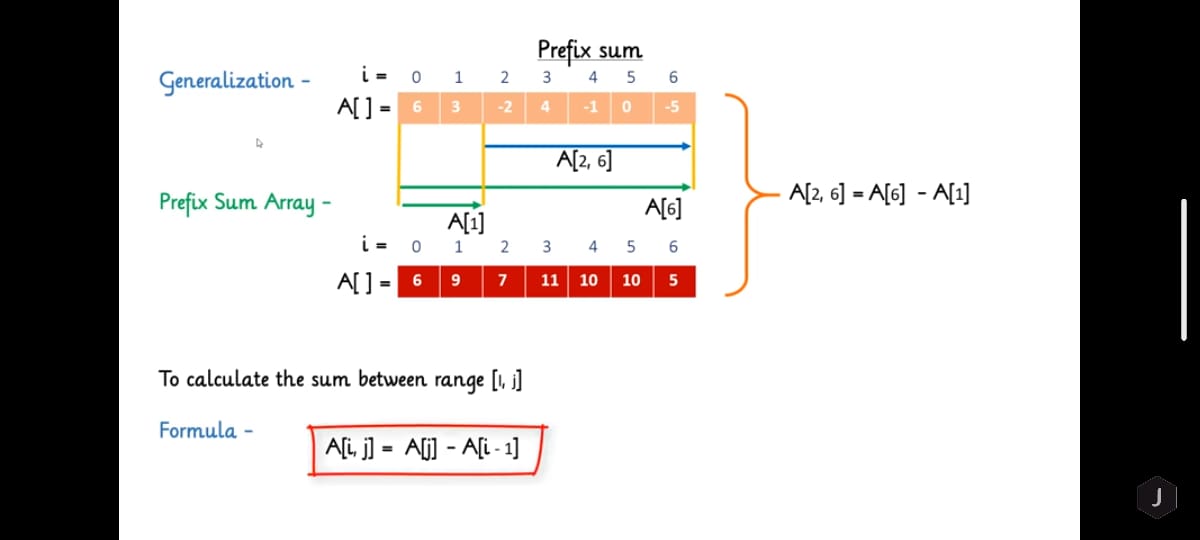 Prefix sum
Generalization -
i = 0 1 2 3 4 5 6
A[ ] = 6 3 -2 4 -1 0 -5
A[2, 6]
A[2, 6] = A[6] - A[1]
Prefix Sum Array -
A[6]
A[1]
i = 0 1 2 3 4 5 6
A[ ] = 6 9 7 11 10 10 5
To calculate the sum between range [i, j]
Formula -
A[i, j] = A[j] - A[i - 1]
J